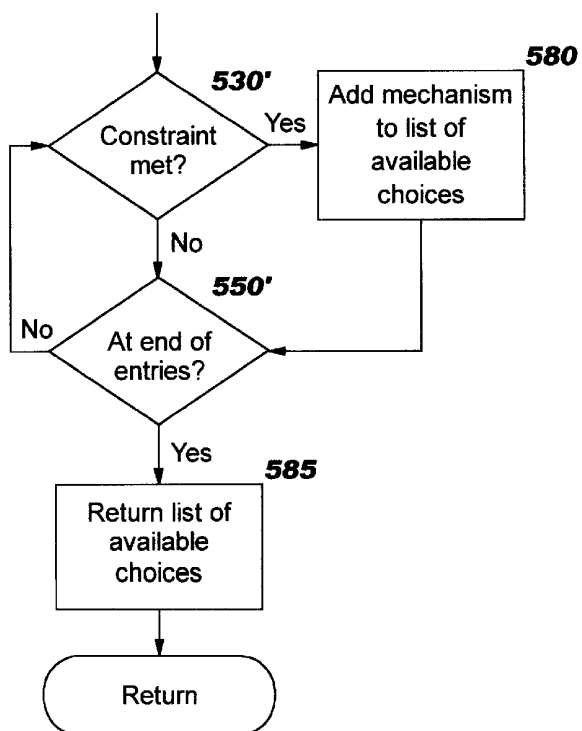 530'
580
Constraint
met?
Yes
Add mechanism
to list of
available
choices
No
550'
No
At end of
entries?
Yes
585
Return list of
available
choices
Return